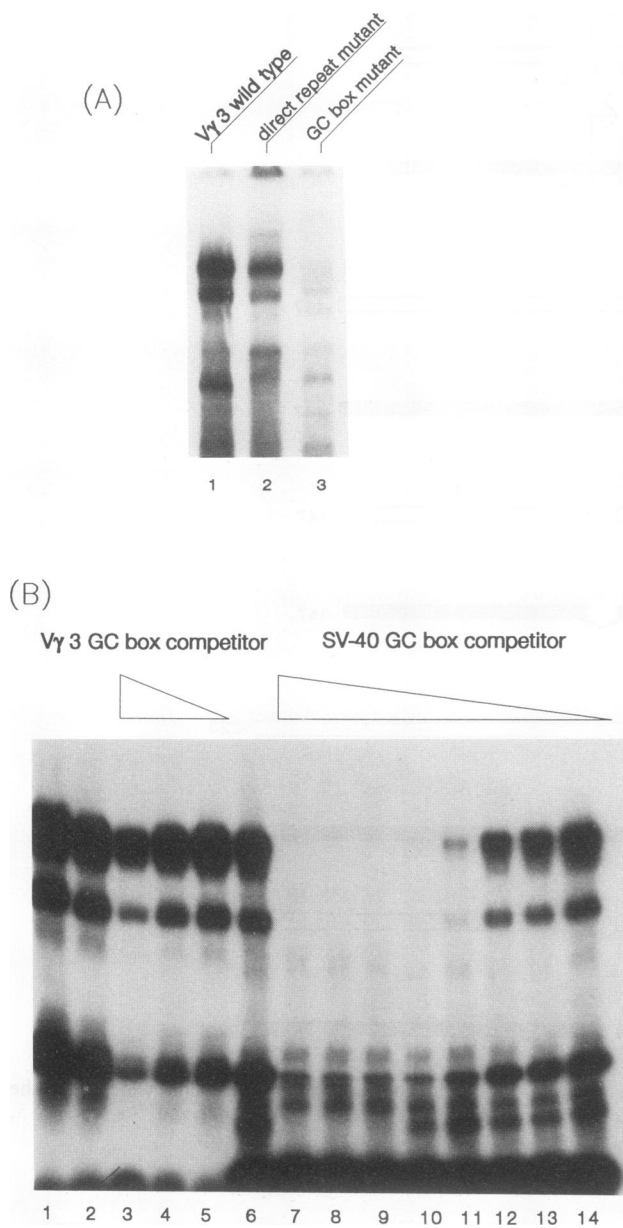 (A)
Vγ 3 wild type
direct repeat mutant
GC box mutant
1 2 3
(B)
Vγ 3 GC box competitor SV-40 GC box competitor
1 2 3 4 5 6 7 8 9 10 11 12 13 14